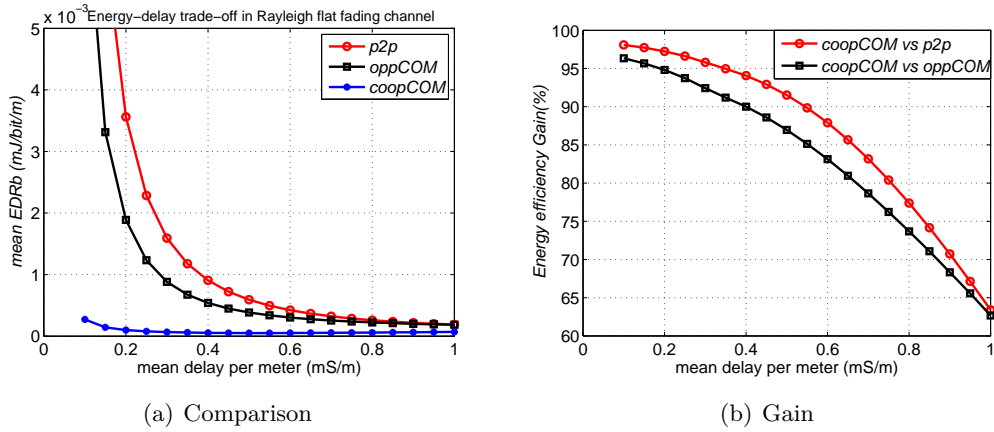 5 x 10⁻³ Energy−delay trade−off in Rayleigh flat fading channel
p2p
oppCOM
coopCOM
mean EDRb (mJ/bit/m)
4
3
2
1
0
0 0.2 0.4 0.6 0.8 1
mean delay per meter (mS/m)
(a) Comparison
100
coopCOM vs p2p
coopCOM vs oppCOM
Energy efficiency Gain(%)
95
90
85
80
75
70
65
60
0 0.2 0.4 0.6 0.8 1
mean delay per meter (mS/m)
(b) Gain